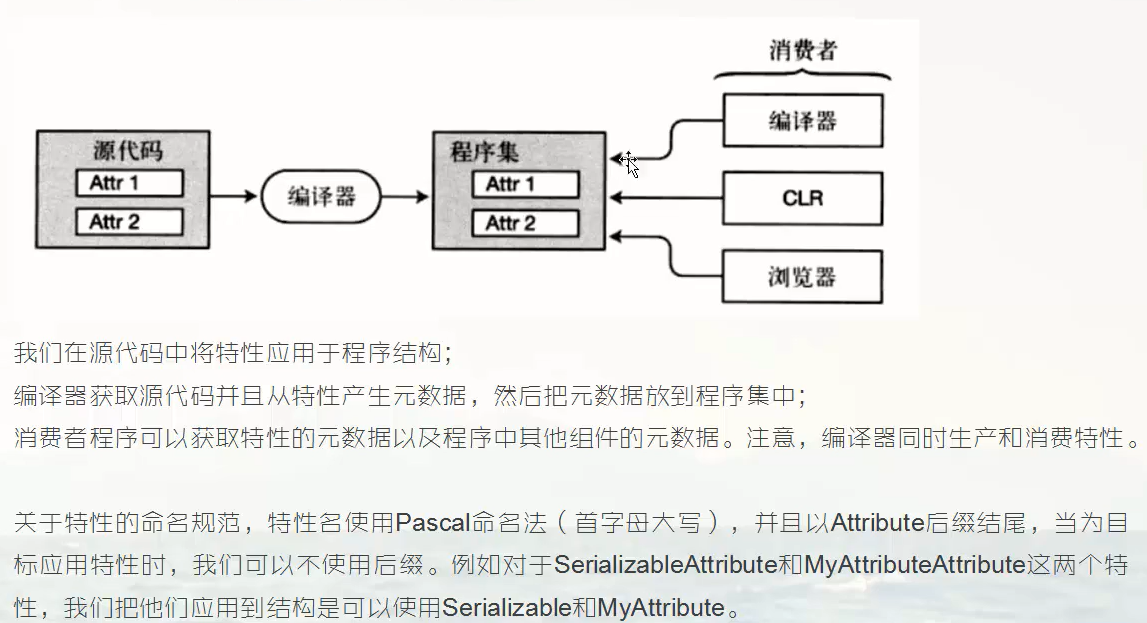 消费者
源代码
Attr 1
Attr 2
编译器
程序集
Attr 1
Attr 2
编译器
CLR
浏览器
我们在源代码中将特性应用于程序结构；
编译器获取源代码并且从特性产生元数据，然后把元数据放到程序集中；
消费者程序可以获取特性的元数据以及程序中其他组件的元数据。注意，编译器同时生产和消费特性。
关于特性的命名规范，特性名使用Pascal命名法（首字母大写），并且以Attribute后缀结尾，当为目
标应用特性时，我们可以不使用后缀。例如对于SerializableAttribute和MyAttributeAttribute这两个特
性，我们把他们应用到结构是可以使用Serializable和MyAttribute。